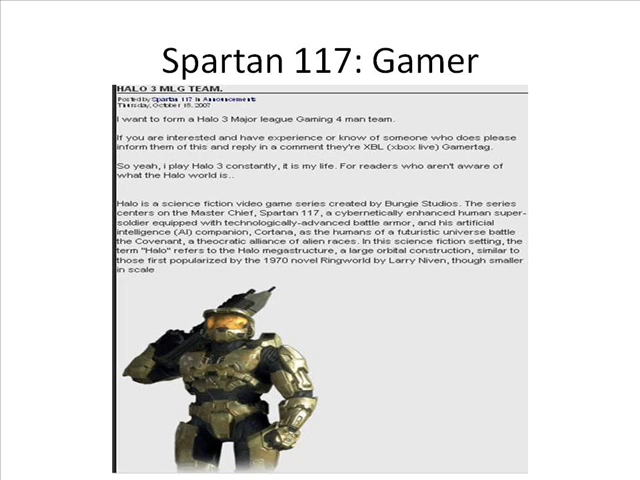 Spartan 117: Gamer
HALO 3 MLG TEAM.
Posted by Spartan 117 in Announcements
Thursday, October 18, 2007
I want to form a Halo 3 Major league Gaming 4 man team.
If you are interested and have experience or know of someone who does please
inform them of this and reply in a comment they're XBL (xbox live) Gamertag.
So yeah, i play Halo 3 constantly, it is my life. For readers who aren't aware of
what the Halo world is..
Halo is a science fiction video game series created by Bungie Studios. The series
centers on the Master Chief, Spartan 117, a cybernetically enhanced human super-
soldier equipped with technologically-advanced battle armor, and his artificial
intelligence (AI) companion, Cortana, as the humans of a futuristic universe battle
the Covenant, a theocratic alliance of alien races. In this science fiction setting, the
term "Halo" refers to the Halo megastructure, a large orbital construction, similar to
those first popularized by the 1970 novel Ringworld by Larry Niven, though smaller
in scale